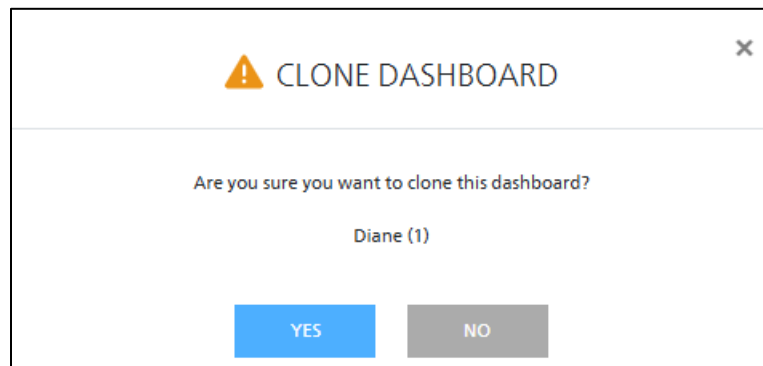 CLONE DASHBOARD
Are you sure you want to clone this dashboard?
Diane (1)
YES NO